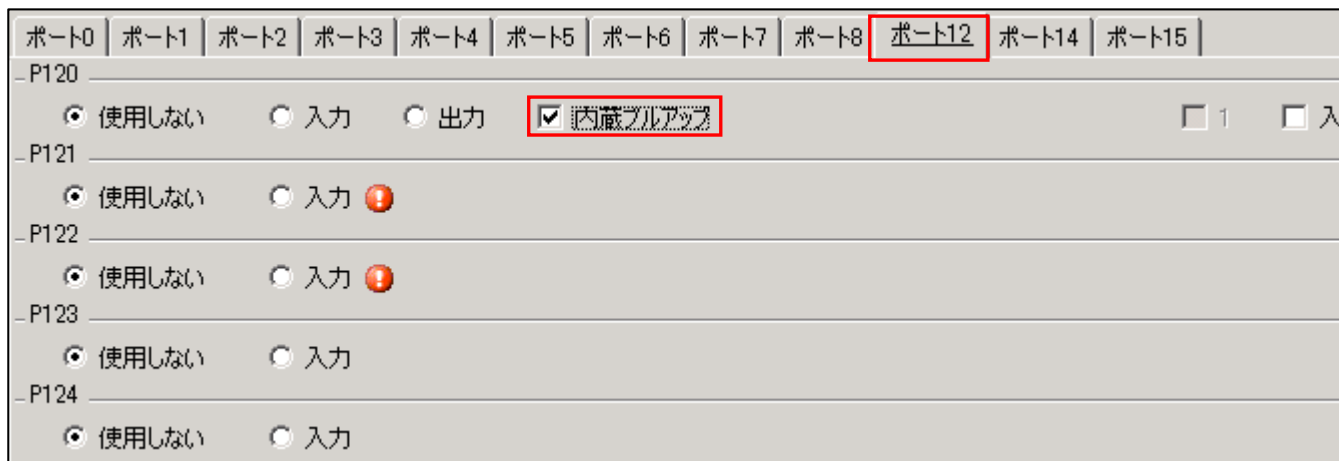 ポート0 ポート1 ポート2 ポート3 ポート4 ポート5 ポート6 ポート7 ポート8 ポート12 ポート14 ポート15
P120
使用しない 入力 出力 内蔵プルアップ 1 入
P121
使用しない 入力
P122
使用しない 入力
P123
使用しない 入力
P124
使用しない 入力